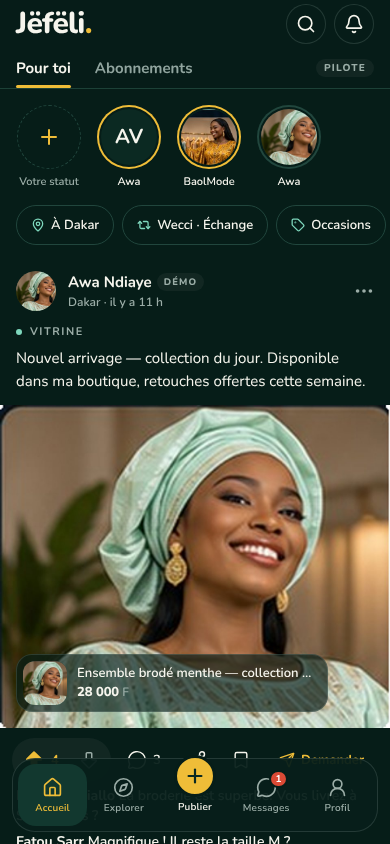 Jëfëli.
Pour toi
Abonnements
PILOTE
AV
Votre statut
Awa
BaolMode
Awa
À Dakar
Wecci · Échange
Occasions
Awa Ndiaye DÉMO
Dakar · il y a 11 h
VITRINE
Nouvel arrivage — collection du jour. Disponible
dans ma boutique, retouches offertes cette semaine.
Ensemble brodé menthe — collection ...
28 000 F
Demander
1
Accueil
Explorer
Publier
Messages
Profil
Fatou Sarr Magnifique ! Il reste la taille M ?